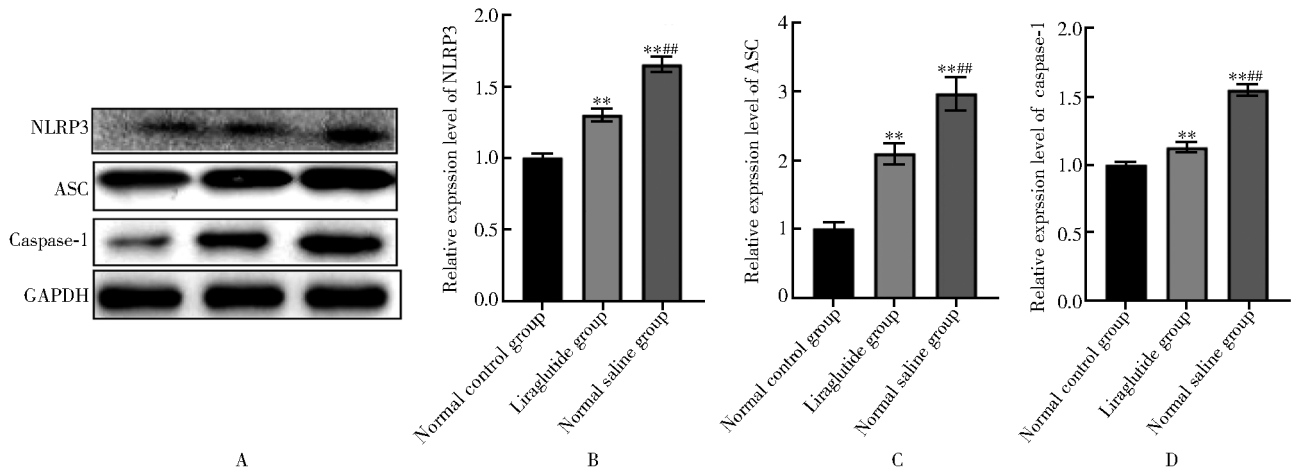 NLRP3
ASC
Caspase-1
GAPDH
A
Relative exprssion level of NLRP3
2.0
1.5
1.0
0.5
0.0
**
**##
Normal control group
Liraglutide group
Normal saline group
B
Relative exprssion level of ASC
4
3
2
1
0
**
**##
Normal control group
Liraglutide group
Normal saline group
C
Relative exprssion level of caspase-1
2.0
1.5
1.0
0.5
0.0
**
**##
Normal control group
Liraglutide group
Normal saline group
D